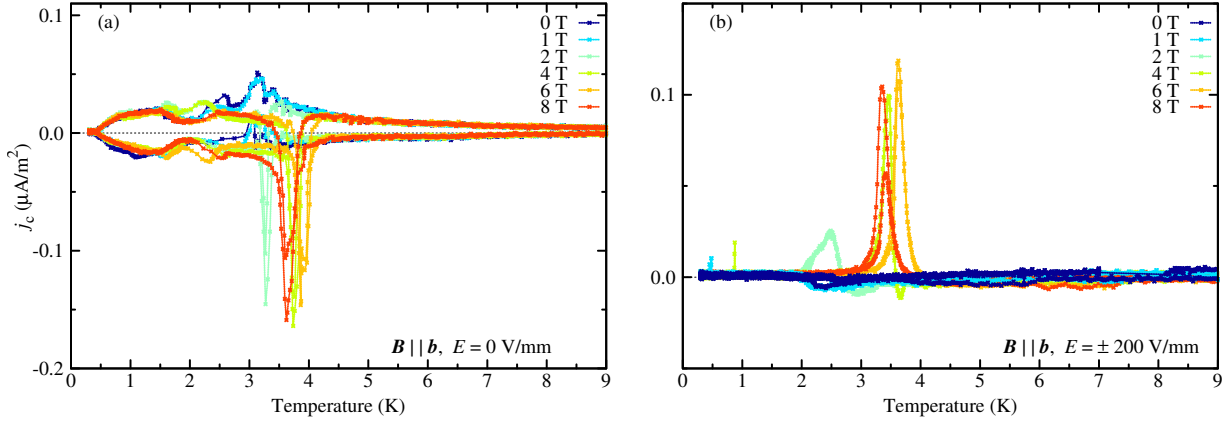 (a)
0 T
1 T
2 T
4 T
6 T
8 T
0.1
0.0
-0.1
-0.2
j_c (μA/m²)
B || b, E = 0 V/mm
0 1 2 3 4 5 6 7 8 9
Temperature (K)
(b)
0 T
1 T
2 T
4 T
6 T
8 T
0.1
0.0
B || b, E = ± 200 V/mm
0 1 2 3 4 5 6 7 8 9
Temperature (K)